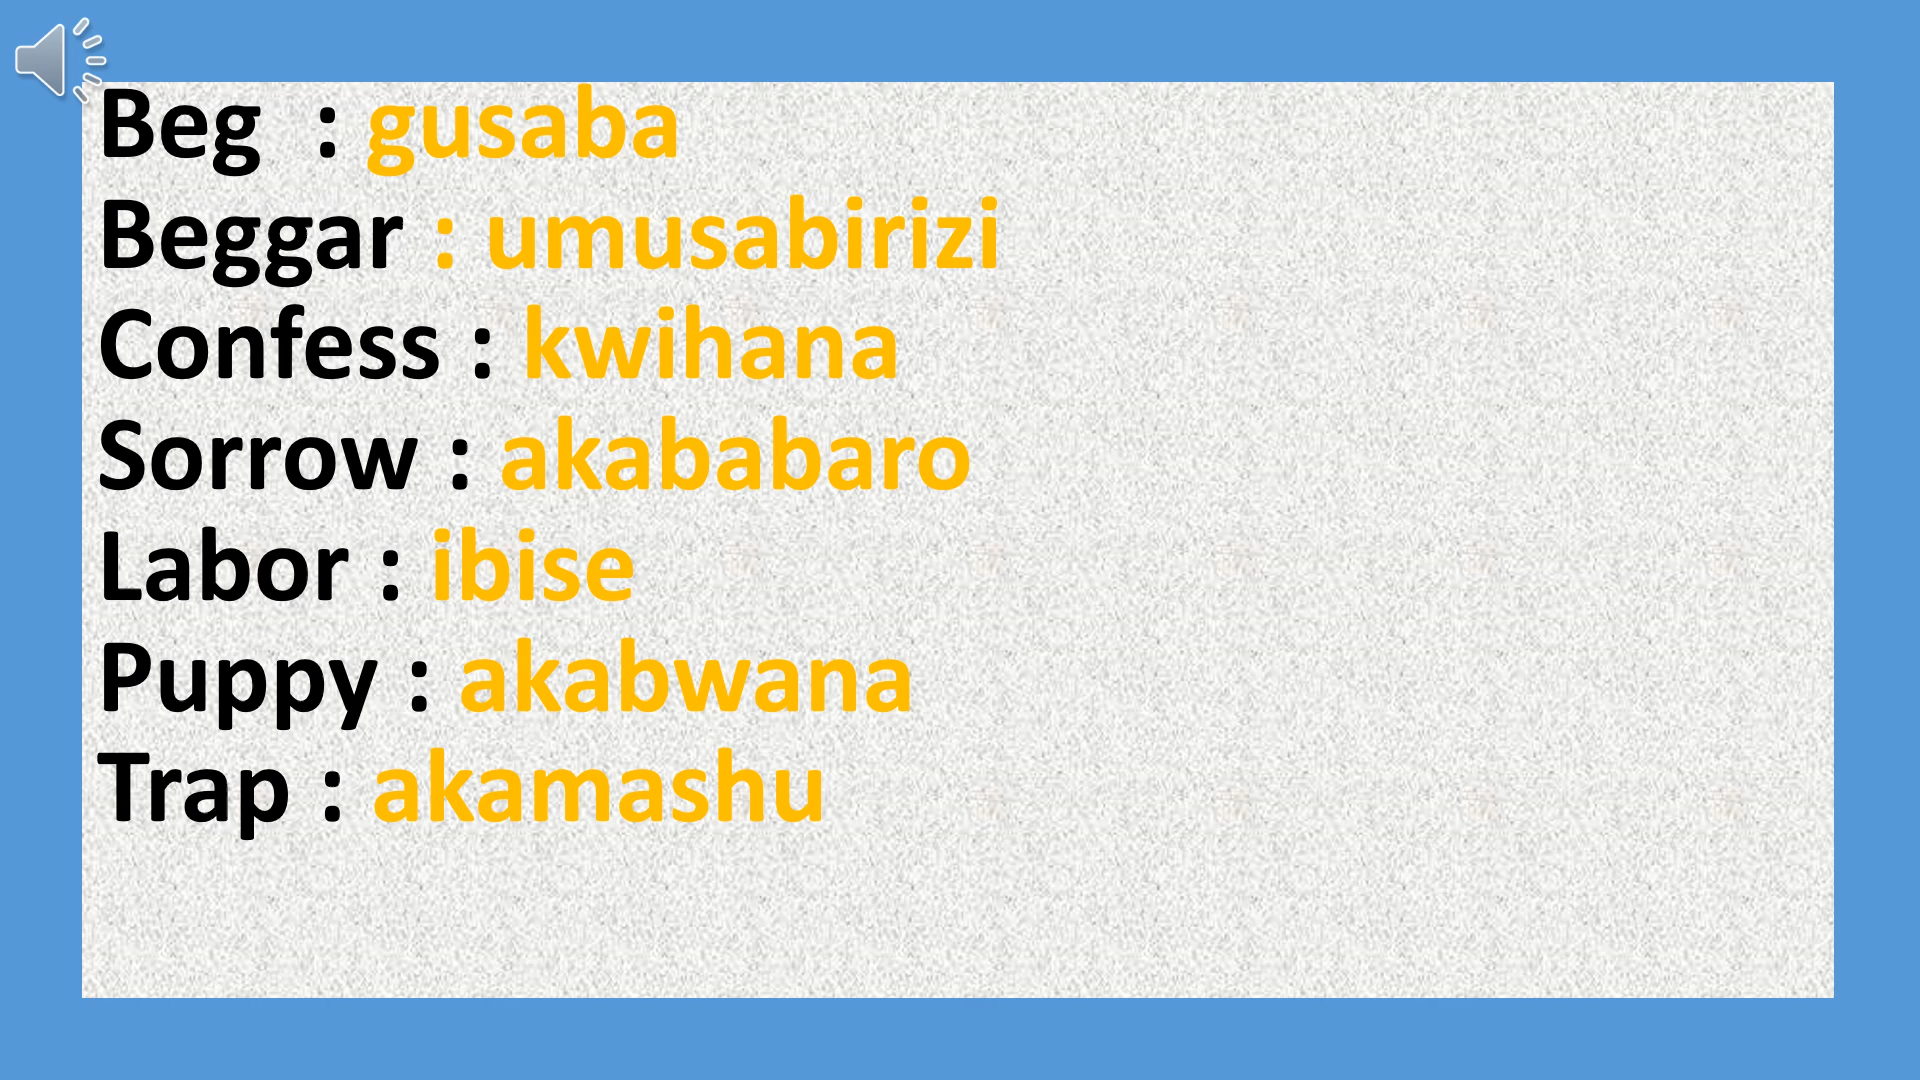 Beg : gusaba
Beggar : umusabirizi
Confess : kwihana
Sorrow : akababaro
Labor : ibise
Puppy : akabwana
Trap : akamashu